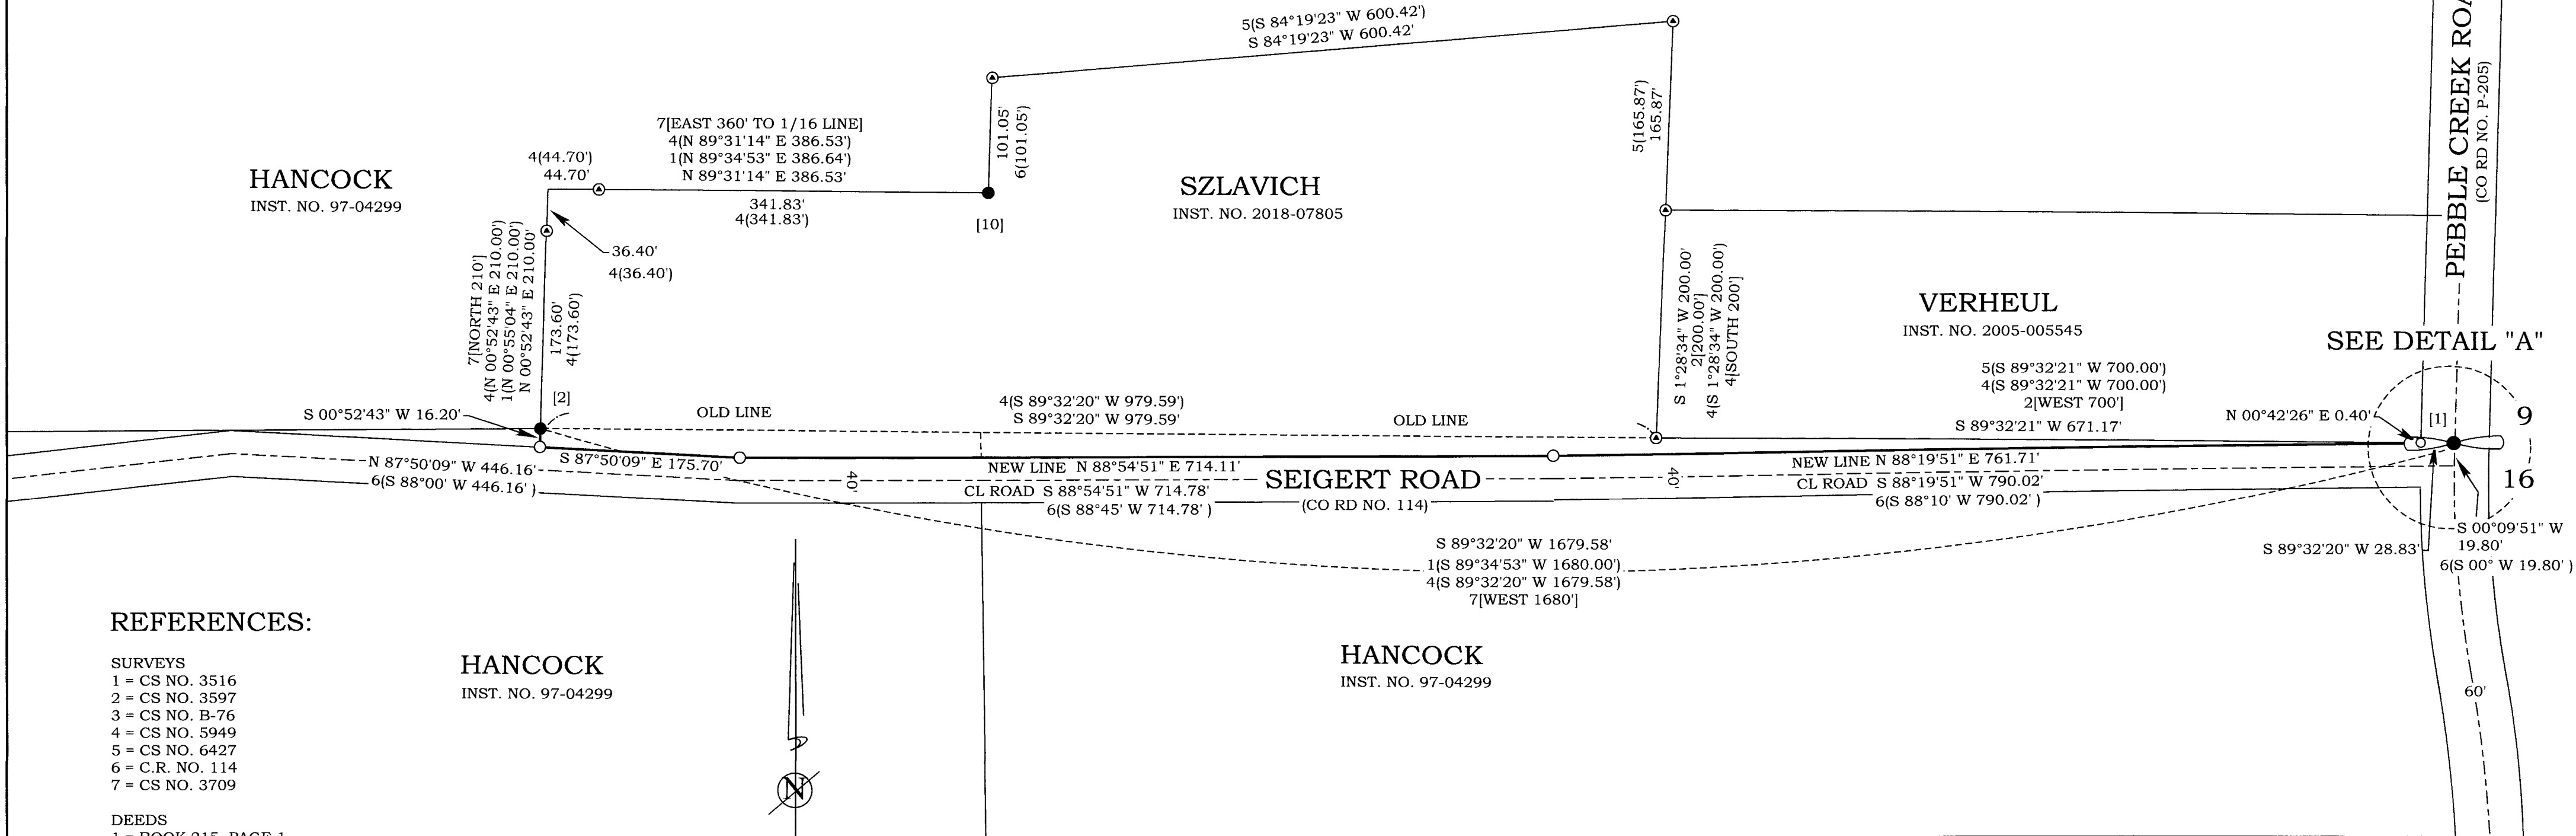 5(S 84°19'23" W 600.42')
S 84°19'23" W 600.42'
PEBBLE CREEK ROA
(CO RD NO. P-205)
7[EAST 360' TO 1/16 LINE]
4(N 89°31'14" E 386.53')
1(N 89°34'53" E 386.64')
N 89°31'14" E 386.53'
4(44.70')
44.70'
101.05'
6(101.05')
5(165.87')
165.87'
HANCOCK
INST. NO. 97-04299
SZLAVICH
INST. NO. 2018-07805
341.83'
4(341.83')
[10]
36.40'
4(36.40')
7[NORTH 210']
4(N 00°52'43" E 210.00')
1(N 00°55'04" E 210.00')
N 00°52'43" E 210.00'
173.60'
4(173.60')
S 1°28'34" W 200.00'
2[200.00']
4(S 1°28'34" W 200.00')
4[SOUTH 200']
VERHEUL
INST. NO. 2005-005545
SEE DETAIL "A"
5(S 89°32'21" W 700.00')
4(S 89°32'21" W 700.00')
2[WEST 700']
S 89°32'21" W 671.17'
N 00°42'26" E 0.40'
[1]
9
16
S 00°52'43" W 16.20'
[2]
OLD LINE
4(S 89°32'20" W 979.59')
S 89°32'20" W 979.59'
OLD LINE
N 87°50'09" W 446.16'
6(S 88°00' W 446.16' )
S 87°50'09" E 175.70'
40'
NEW LINE N 88°54'51" E 714.11'
CL ROAD S 88°54'51" W 714.78'
6(S 88°45' W 714.78' )
SEIGERT ROAD
(CO RD NO. 114)
40'
NEW LINE N 88°19'51" E 761.71'
CL ROAD S 88°19'51" W 790.02'
6(S 88°10' W 790.02' )
S 89°32'20" W 1679.58'
1(S 89°34'53" W 1680.00')
4(S 89°32'20" W 1679.58')
7[WEST 1680']
S 89°32'20" W 28.83'
S 00°09'51" W
19.80'
6(S 00° W 19.80' )
60'
HANCOCK
INST. NO. 97-04299
HANCOCK
INST. NO. 97-04299
N
REFERENCES:
SURVEYS
1 = CS NO. 3516
2 = CS NO. 3597
3 = CS NO. B-76
4 = CS NO. 5949
5 = CS NO. 6427
6 = C.R. NO. 114
7 = CS NO. 3709
DEEDS
1 = BOOK 215, PAGE 1